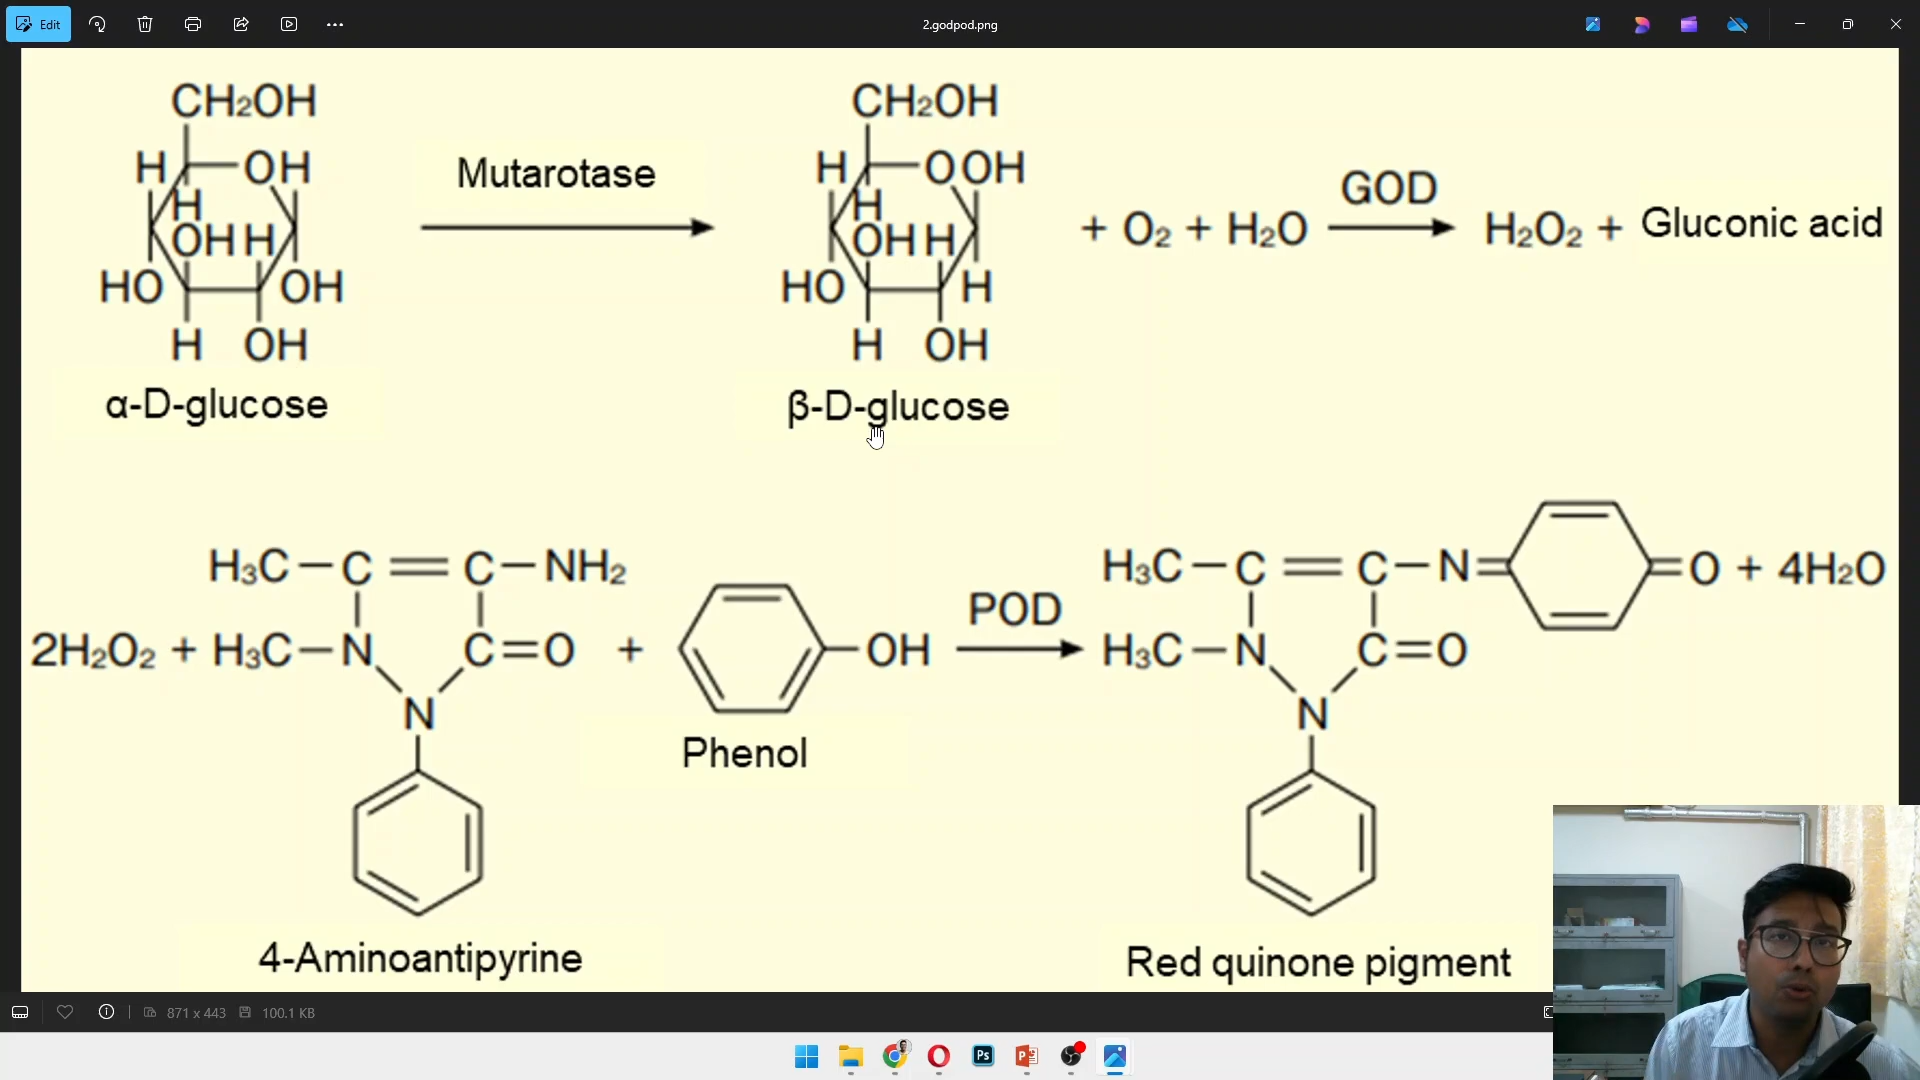 Edit
2.godpod.png
CH₂OH
H OH
H
OH H
HO OH
H OH
α-D-glucose
Mutarotase
CH₂OH
H O OH
H
OH H
HO H
H OH
β-D-glucose
+ O₂ + H₂O
GOD
H₂O₂ + Gluconic acid
2H₂O₂ +
H₃C C C NH₂
H₃C N C=O
N
4-Aminoantipyrine
+
OH
Phenol
POD
H₃C C C N O + 4H₂O
H₃C N C=O
N
Red quinone pigment
871 x 443 100.1 KB
Ps
P